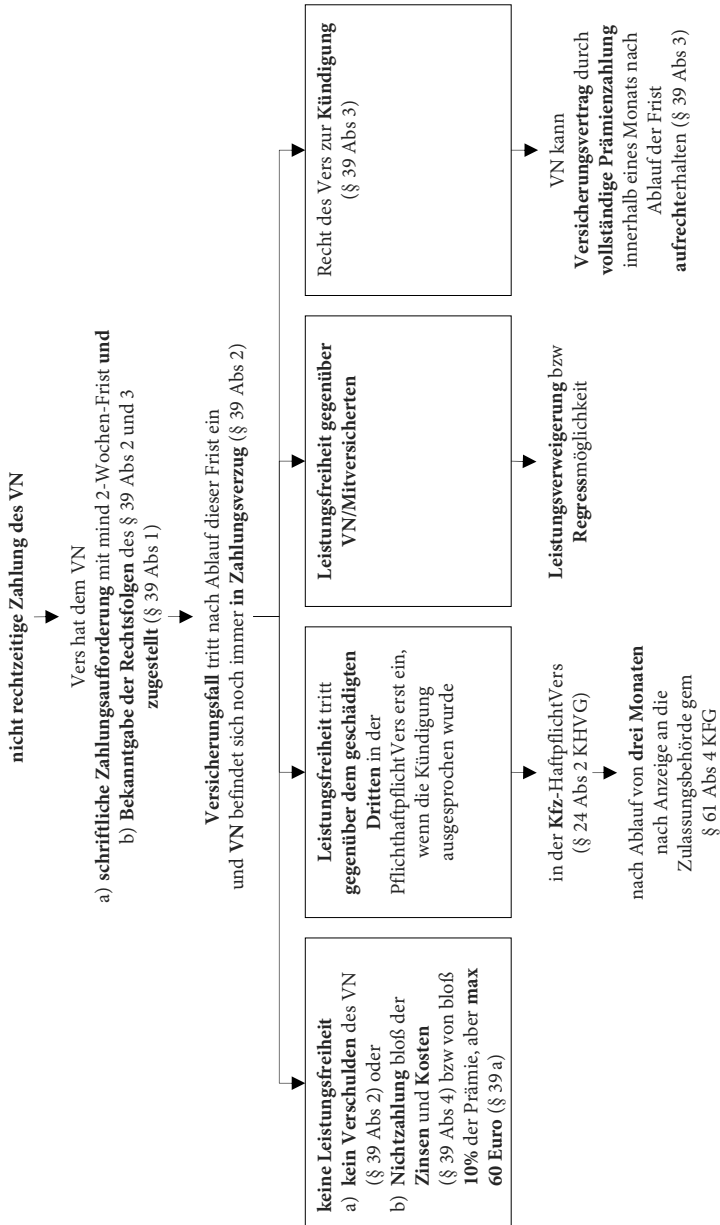 nicht rechtzeitige Zahlung des VN
Vers hat dem VN
a) schriftliche Zahlungsaufforderung mit mind 2-Wochen-Frist und
b) Bekanntgabe der Rechtsfolgen des § 39 Abs 2 und 3
zugestellt (§ 39 Abs 1)
Versicherungsfall tritt nach Ablauf dieser Frist ein
und VN befindet sich noch immer in Zahlungsverzug (§ 39 Abs 2)
keine Leistungsfreiheit
a) kein Verschulden des VN
(§ 39 Abs 2) oder
b) Nichtzahlung bloß der
Zinsen und Kosten
(§ 39 Abs 4) bzw von bloß
10% der Prämie, aber max
60 Euro (§ 39 a)
Leistungsfreiheit tritt
gegenüber dem geschädigten
Dritten in der
PflichthaftpflichtVers erst ein,
wenn die Kündigung
ausgesprochen wurde
in der Kfz-HaftpflichtVers
(§ 24 Abs 2 KHVG)
nach Ablauf von drei Monaten
nach Anzeige an die
Zulassungsbehörde gem
§ 61 Abs 4 KFG
Leistungsfreiheit gegenüber
VN/Mitversicherten
Leistungsverweigerung bzw
Regressmöglichkeit
Recht des Vers zur Kündigung
(§ 39 Abs 3)
VN kann
Versicherungsvertrag durch
vollständige Prämienzahlung
innerhalb eines Monats nach
Ablauf der Frist
aufrechterhalten (§ 39 Abs 3)